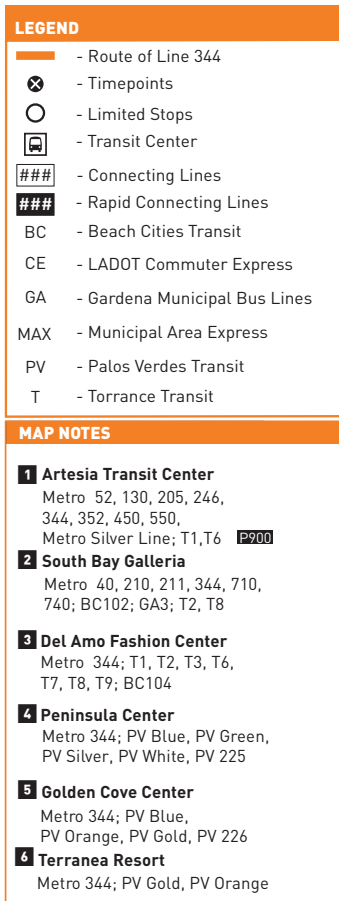 LEGEND
- Route of Line 344
- Timepoints
- Limited Stops
- Transit Center
### - Connecting Lines
### - Rapid Connecting Lines
BC - Beach Cities Transit
CE - LADOT Commuter Express
GA - Gardena Municipal Bus Lines
MAX - Municipal Area Express
PV - Palos Verdes Transit
T - Torrance Transit
MAP NOTES
1 Artesia Transit Center
Metro 52, 130, 205, 246,
344, 352, 450, 550,
Metro Silver Line; T1,T6 P900
2 South Bay Galleria
Metro 40, 210, 211, 344, 710,
740; BC102; GA3; T2, T8
3 Del Amo Fashion Center
Metro 344; T1, T2, T3, T6,
T7, T8, T9; BC104
4 Peninsula Center
Metro 344; PV Blue, PV Green,
PV Silver, PV White, PV 225
5 Golden Cove Center
Metro 344; PV Blue,
PV Orange, PV Gold, PV 226
6 Terranea Resort
Metro 344; PV Gold, PV Orange